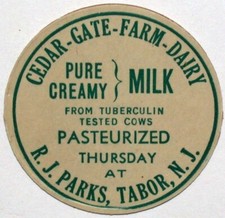 CEDAR-GATE-FARM-DAIRY
PURE
CREAMY } MILK
FROM TUBERCULIN
TESTED COWS
PASTEURIZED
THURSDAY
AT
R. J. PARKS, TABOR, N. J.